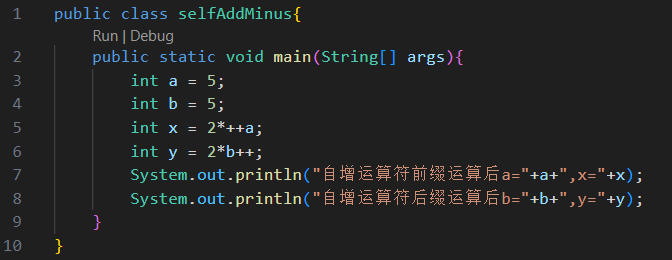 1 public class selfAddMinus{
Run | Debug
2 public static void main(String[] args){
3 int a = 5;
4 int b = 5;
5 int x = 2*++a;
6 int y = 2*b++;
7 System.out.println("自增运算符前缀运算后a="+a+",x="+x);
8 System.out.println("自增运算符后缀运算后b="+b+",y="+y);
9 }
10 }